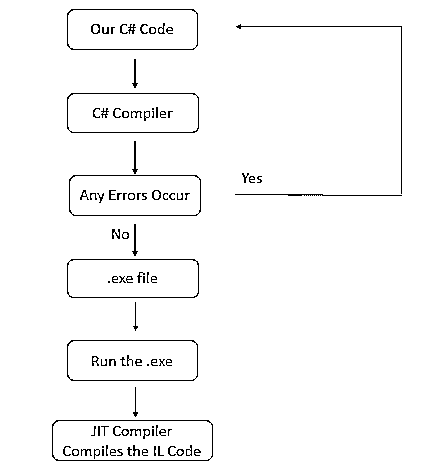 Our C# Code
C# Compiler
Any Errors Occur
Yes
No
.exe file
Run the .exe
JIT Compiler
Compiles the IL Code